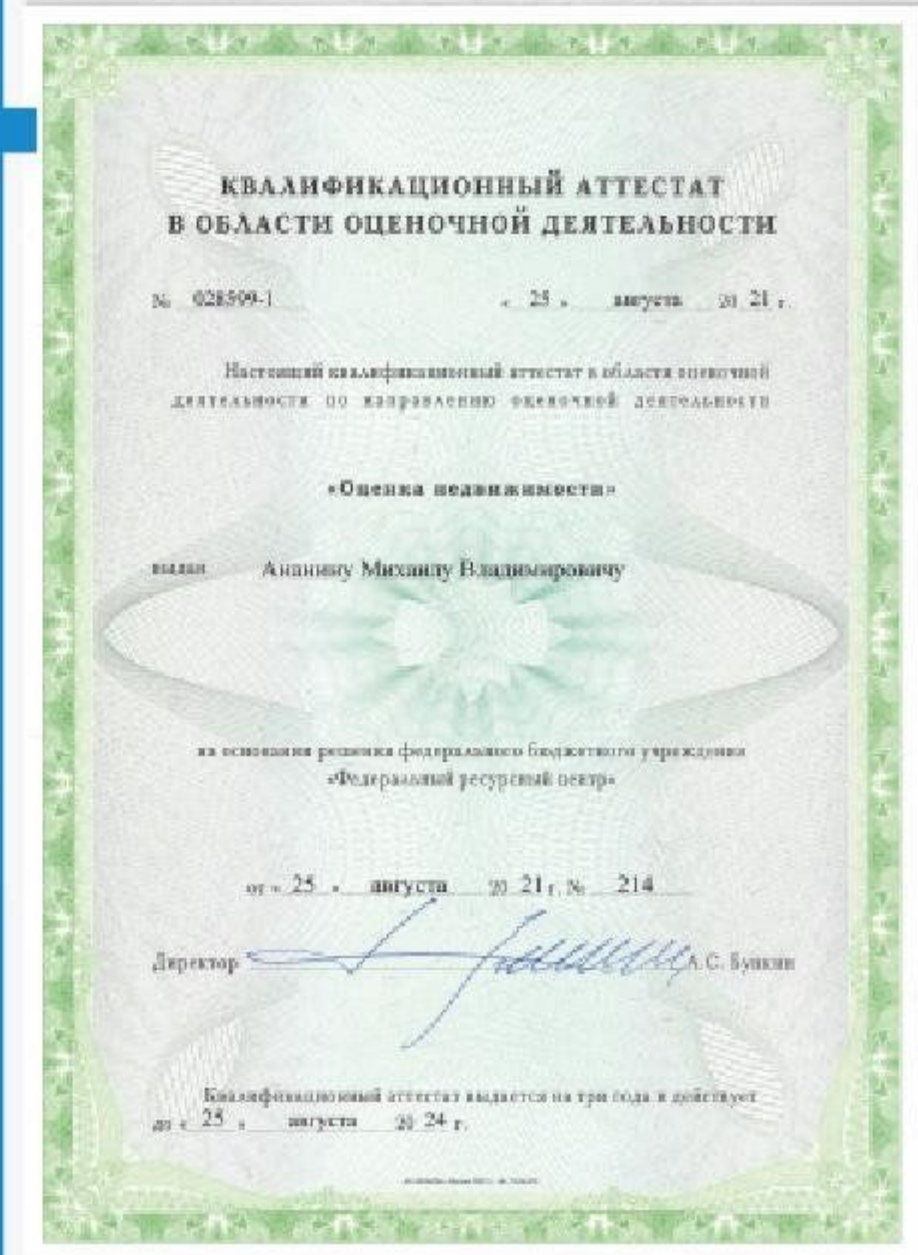 КВАЛИФИКАЦИОННЫЙ АТТЕСТАТ
В ОБЛАСТИ ОЦЕНОЧНОЙ ДЕЯТЕЛЬНОСТИ
№ 028599-1 « 25 » августа 20 21 г.
Настоящий квалификационный аттестат в области оценочной
деятельности по направлению оценочной деятельности
«Оценка недвижимости»
выдан Ананину Михаилу Владимировичу
на основании решения федерального бюджетного учреждения
«Федеральный ресурсный центр»
от « 25 » августа 20 21 г. № 214
Директор А.С. Бункин
Квалификационный аттестат выдается на три года и действует
до « 25 » августа 20 24 г.